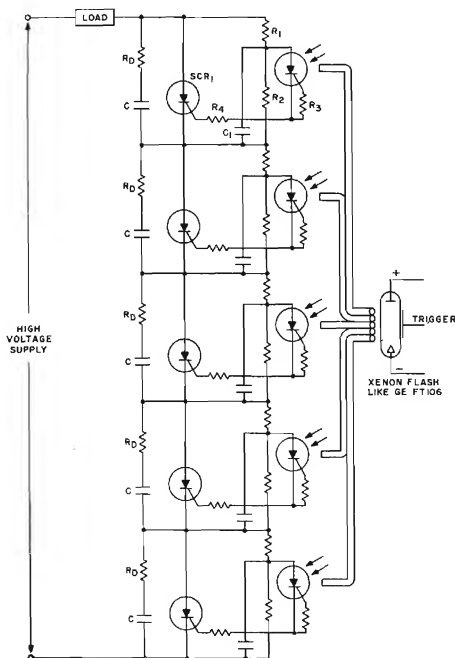 LOAD
R1
RD
SCR1
R4
R2
R3
C
C1
RD
C
HIGH
VOLTAGE
SUPPLY
RD
C
+
TRIGGER
−
XENON FLASH
LIKE GE FT106
RD
C
RD
C